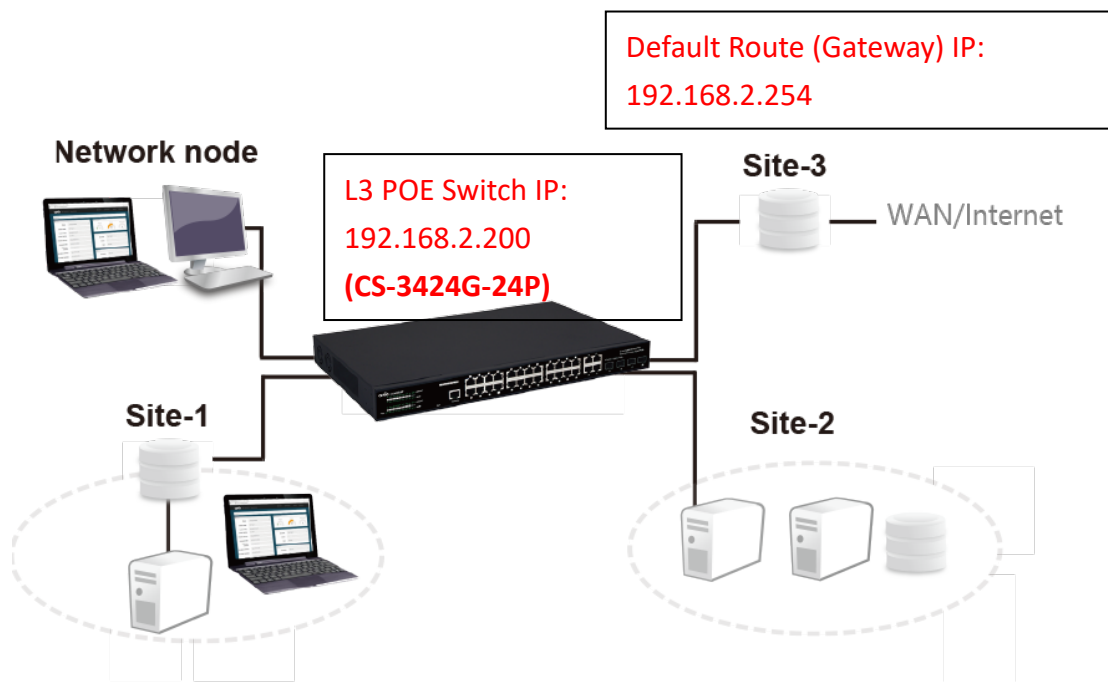 Default Route (Gateway) IP:
192.168.2.254
Network node
Site-3
L3 POE Switch IP:
192.168.2.200
(CS-3424G-24P)
WAN/Internet
Site-1
Site-2